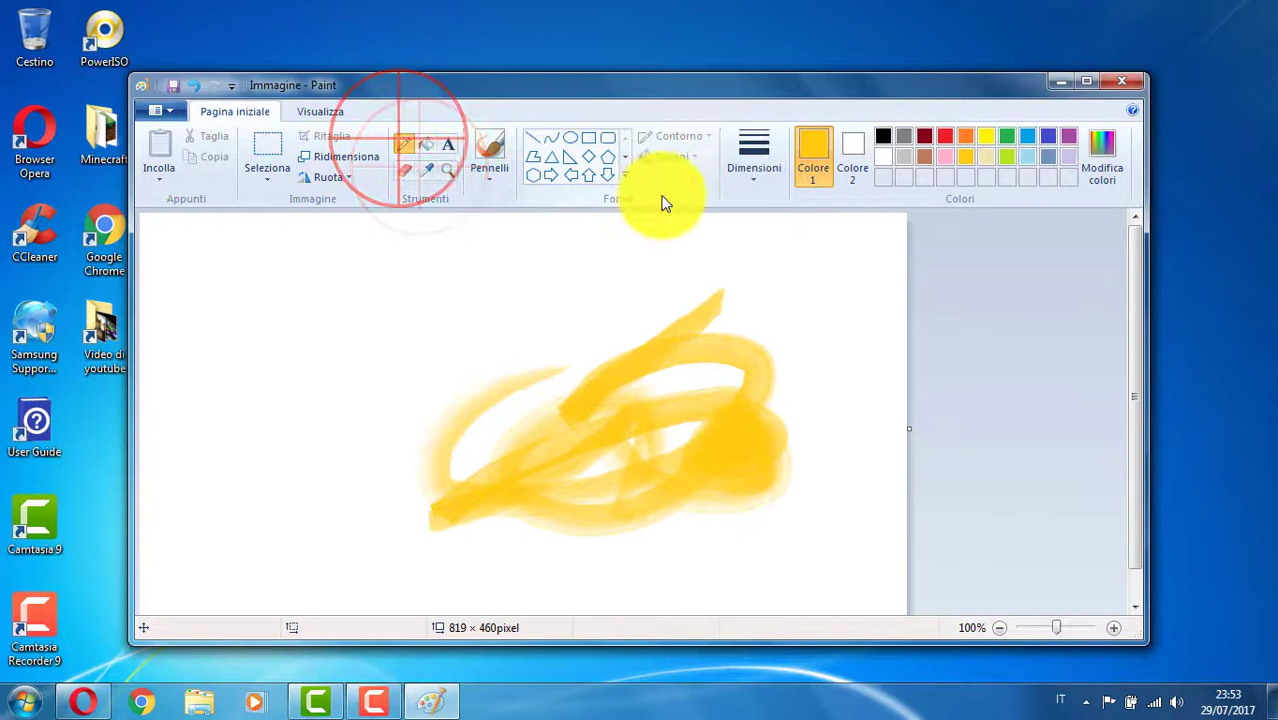 Cestino
PowerISO
Browser
Opera
Minecraft
CCleaner
Google
Chrome
Samsung
Suppor...
Video di
youtube
User Guide
Camtasia 9
Camtasia
Recorder 9
Immagine - Paint
Pagina iniziale
Visualizza
Incolla
Taglia
Copia
Appunti
Seleziona
Ritaglia
Ridimensiona
Ruota
Immagine
A
Strumenti
Pennelli
Contorno
Forme
Dimensioni
Colore
1
Colore
2
Modifica
colori
Colori
819 × 460pixel
100%
IT
23:53
29/07/2017